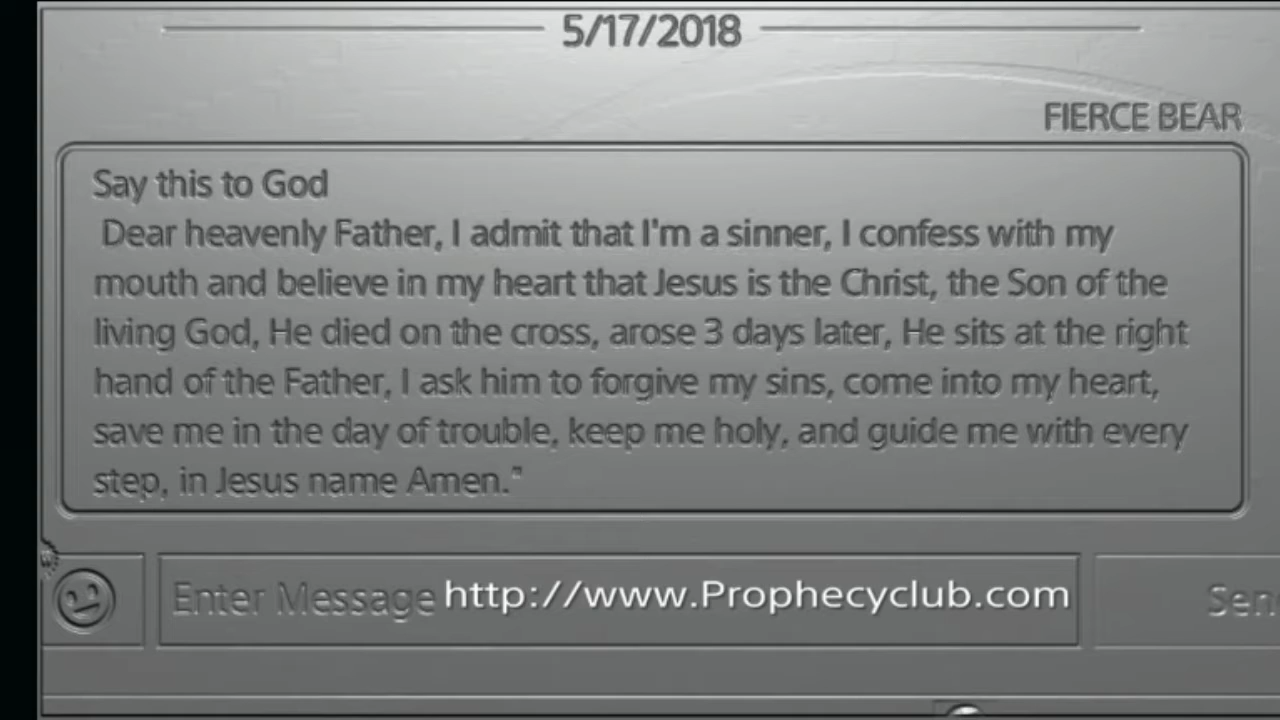 5/17/2018
FIERCE BEAR
Say this to God
Dear heavenly Father, I admit that I'm a sinner, I confess with my
mouth and believe in my heart that Jesus is the Christ, the Son of the
living God, He died on the cross, arose 3 days later, He sits at the right
hand of the Father, I ask him to forgive my sins, come into my heart,
save me in the day of trouble, keep me holy, and guide me with every
step, in Jesus name Amen."
Enter Message http://www.Prophecyclub.com Sen